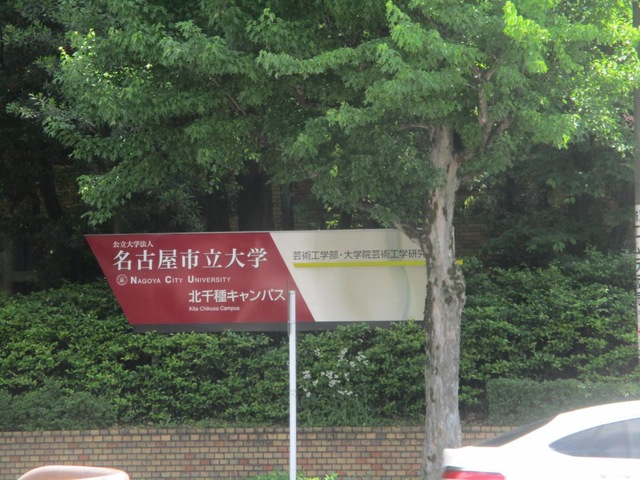 公立大学法人
名古屋市立大学
NAGOYA CITY UNIVERSITY
北千種キャンパス
Kita Chikusa Campus
芸術工学部・大学院芸術工学研